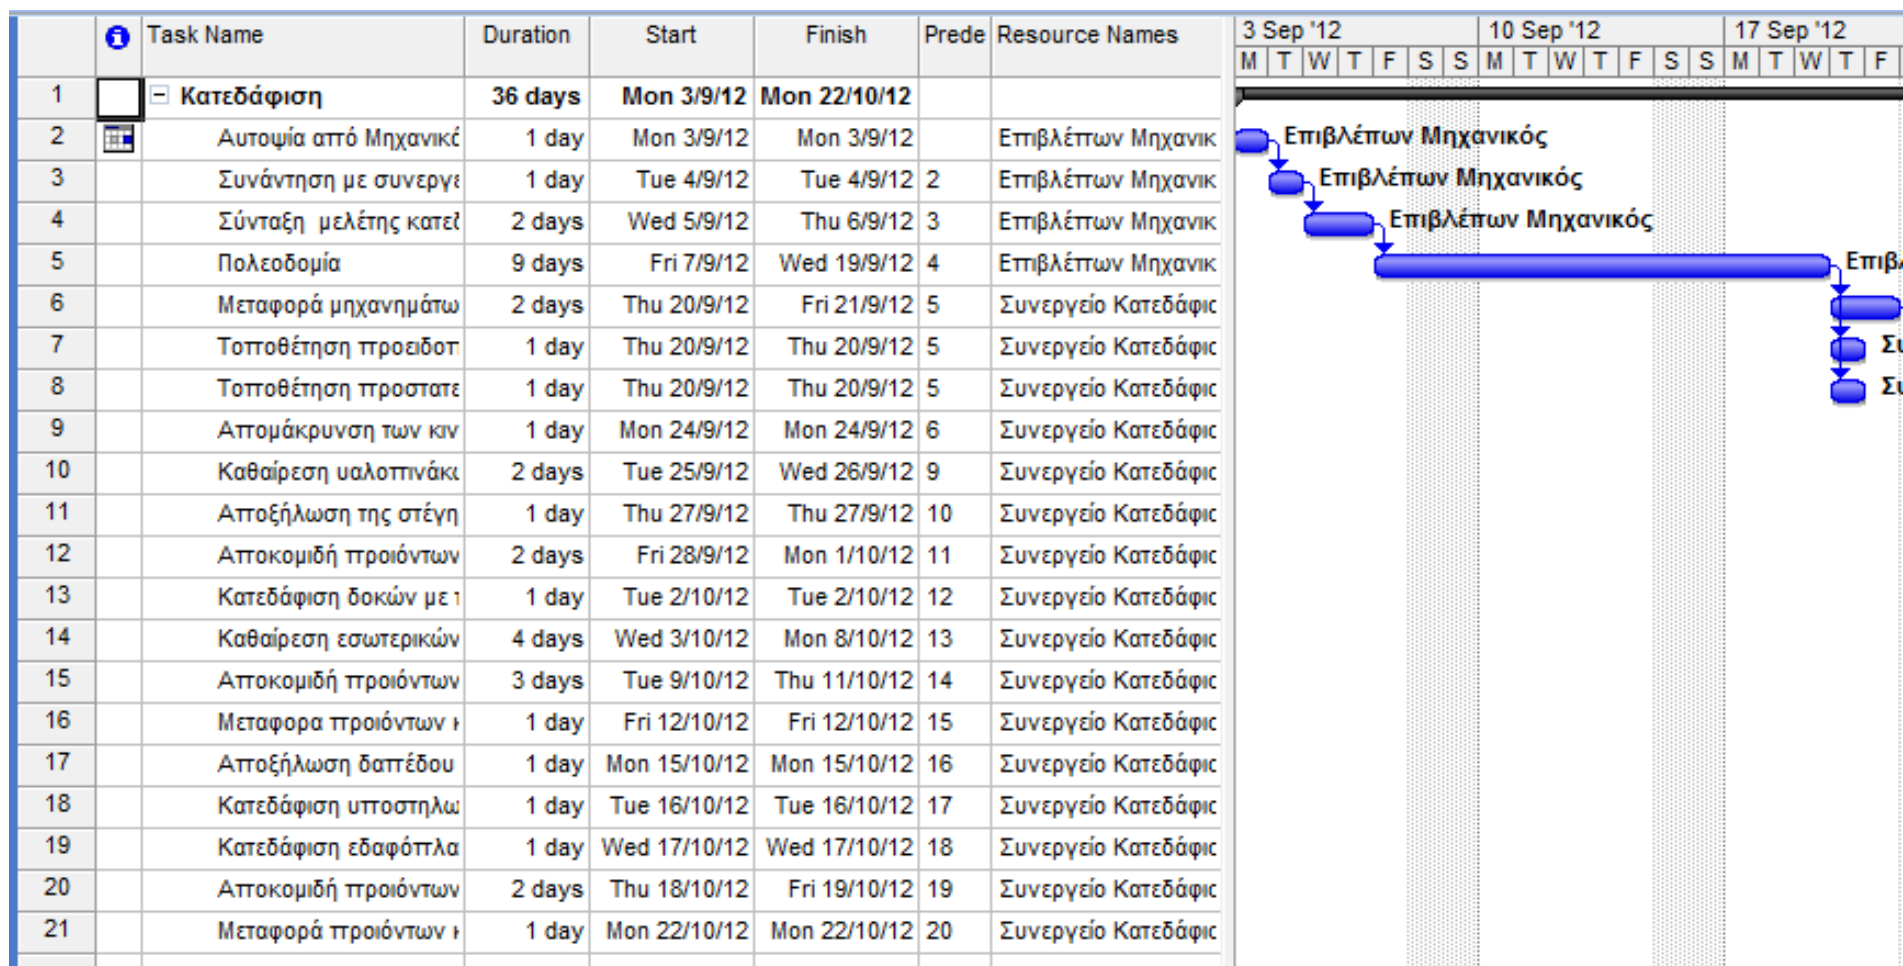 Task Name Duration Start Finish Prede Resource Names 3 Sep '12 10 Sep '12 17 Sep '12
M T W T F S S M T W T F S S M T W T F
1 Κατεδάφιση 36 days Mon 3/9/12 Mon 22/10/12
2 Αυτοψία από Μηχανικό 1 day Mon 3/9/12 Mon 3/9/12 Επιβλέπων Μηχανικ Επιβλέπων Μηχανικός
3 Συνάντηση με συνεργε 1 day Tue 4/9/12 Tue 4/9/12 2 Επιβλέπων Μηχανικ Επιβλέπων Μηχανικός
4 Σύνταξη μελέτης κατεδ 2 days Wed 5/9/12 Thu 6/9/12 3 Επιβλέπων Μηχανικ Επιβλέπων Μηχανικός
5 Πολεοδομία 9 days Fri 7/9/12 Wed 19/9/12 4 Επιβλέπων Μηχανικ Επιβλ
6 Μεταφορά μηχανημάτω 2 days Thu 20/9/12 Fri 21/9/12 5 Συνεργείο Κατεδάφισ
7 Τοποθέτηση προειδοπ 1 day Thu 20/9/12 Thu 20/9/12 5 Συνεργείο Κατεδάφισ Συ
8 Τοποθέτηση προστατε 1 day Thu 20/9/12 Thu 20/9/12 5 Συνεργείο Κατεδάφισ Συ
9 Απομάκρυνση των κιν 1 day Mon 24/9/12 Mon 24/9/12 6 Συνεργείο Κατεδάφισ
10 Καθαίρεση υαλοπινάκω 2 days Tue 25/9/12 Wed 26/9/12 9 Συνεργείο Κατεδάφισ
11 Αποξήλωση της στέγη 1 day Thu 27/9/12 Thu 27/9/12 10 Συνεργείο Κατεδάφισ
12 Αποκομιδή προιόντων 2 days Fri 28/9/12 Mon 1/10/12 11 Συνεργείο Κατεδάφισ
13 Κατεδάφιση δοκών με τ 1 day Tue 2/10/12 Tue 2/10/12 12 Συνεργείο Κατεδάφισ
14 Καθαίρεση εσωτερικών 4 days Wed 3/10/12 Mon 8/10/12 13 Συνεργείο Κατεδάφισ
15 Αποκομιδή προιόντων 3 days Tue 9/10/12 Thu 11/10/12 14 Συνεργείο Κατεδάφισ
16 Μεταφορα προιόντων κ 1 day Fri 12/10/12 Fri 12/10/12 15 Συνεργείο Κατεδάφισ
17 Αποξήλωση δαπέδου 1 day Mon 15/10/12 Mon 15/10/12 16 Συνεργείο Κατεδάφισ
18 Κατεδάφιση υποστηλω 1 day Tue 16/10/12 Tue 16/10/12 17 Συνεργείο Κατεδάφισ
19 Κατεδάφιση εδαφόπλα 1 day Wed 17/10/12 Wed 17/10/12 18 Συνεργείο Κατεδάφισ
20 Αποκομιδή προιόντων 2 days Thu 18/10/12 Fri 19/10/12 19 Συνεργείο Κατεδάφισ
21 Μεταφορά προιόντων κ 1 day Mon 22/10/12 Mon 22/10/12 20 Συνεργείο Κατεδάφισ